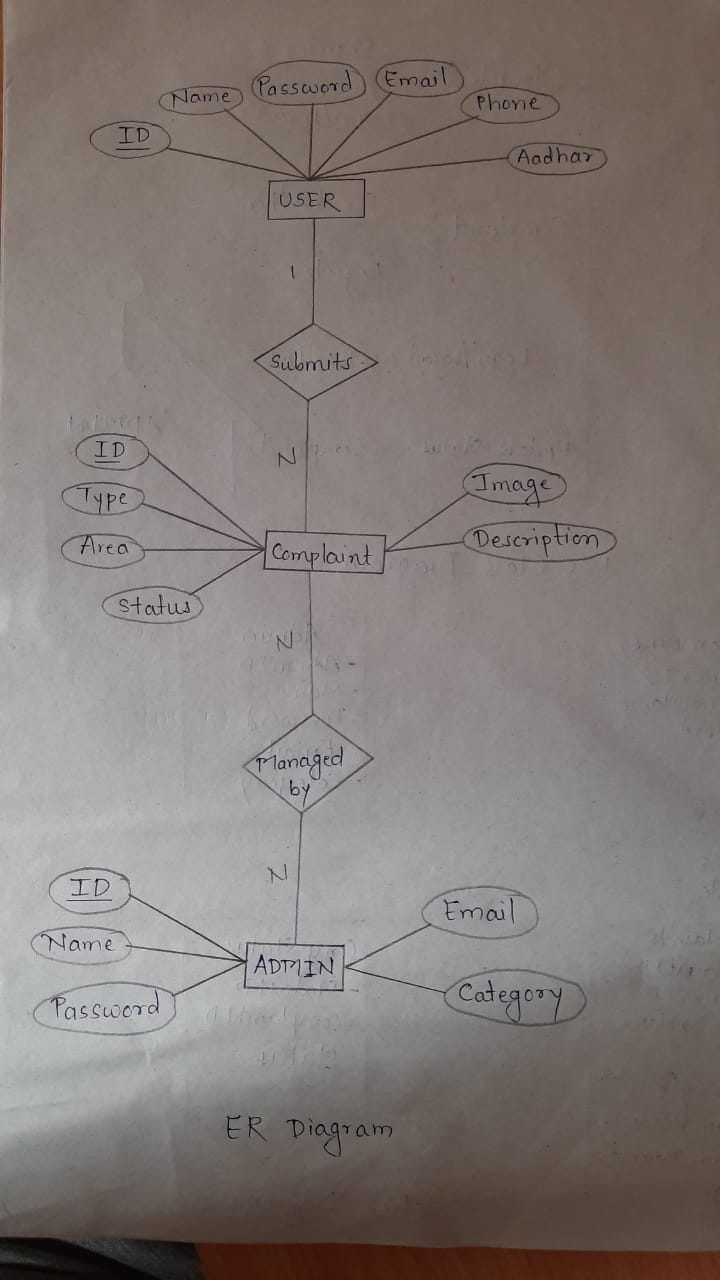 Password
Email
Name
Phone
ID
Aadhar
USER
1
Submits
N
ID
Type
Area
Status
Complaint
Image
Description
N
Managed
by
N
ID
Name
Password
ADMIN
Email
Category
ER Diagram